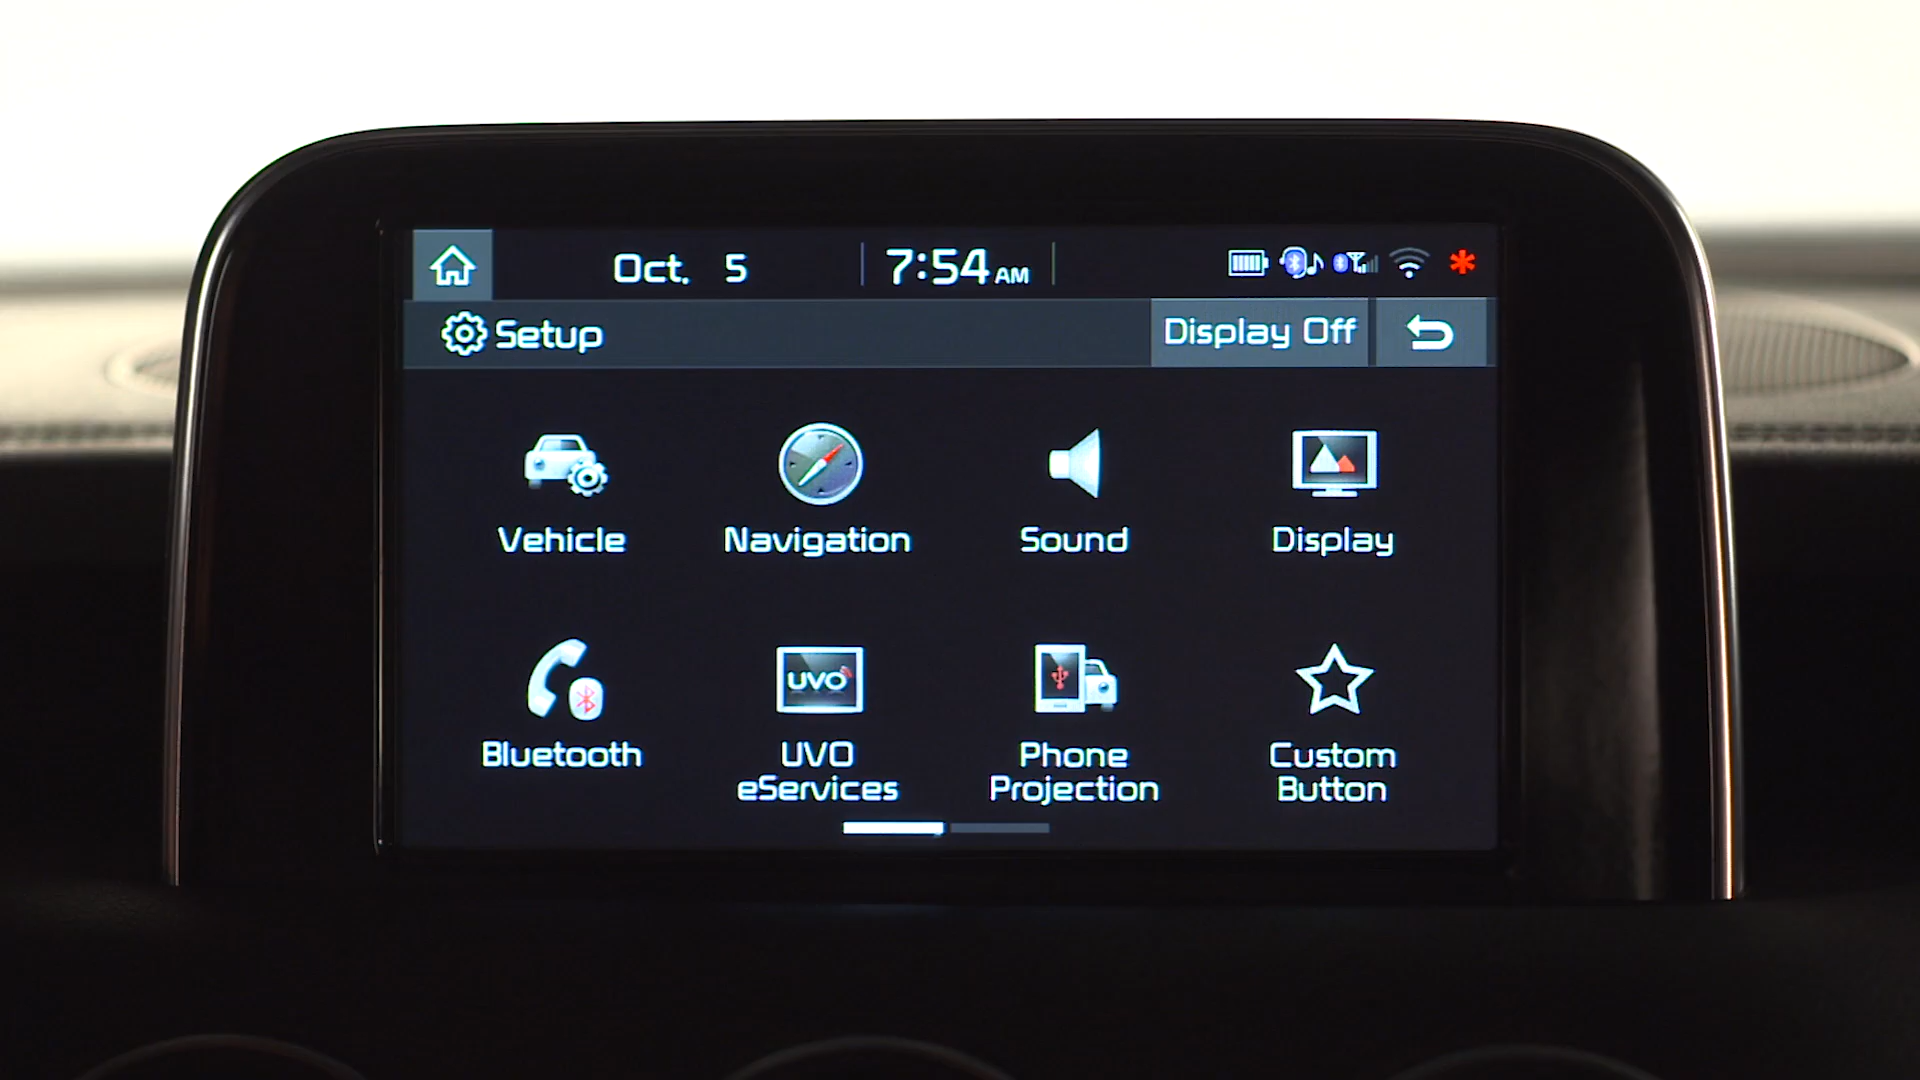 Oct. 5 7:54 AM
Setup Display Off
Vehicle Navigation Sound Display
UVO
Bluetooth UVO Phone Custom
eServices Projection Button